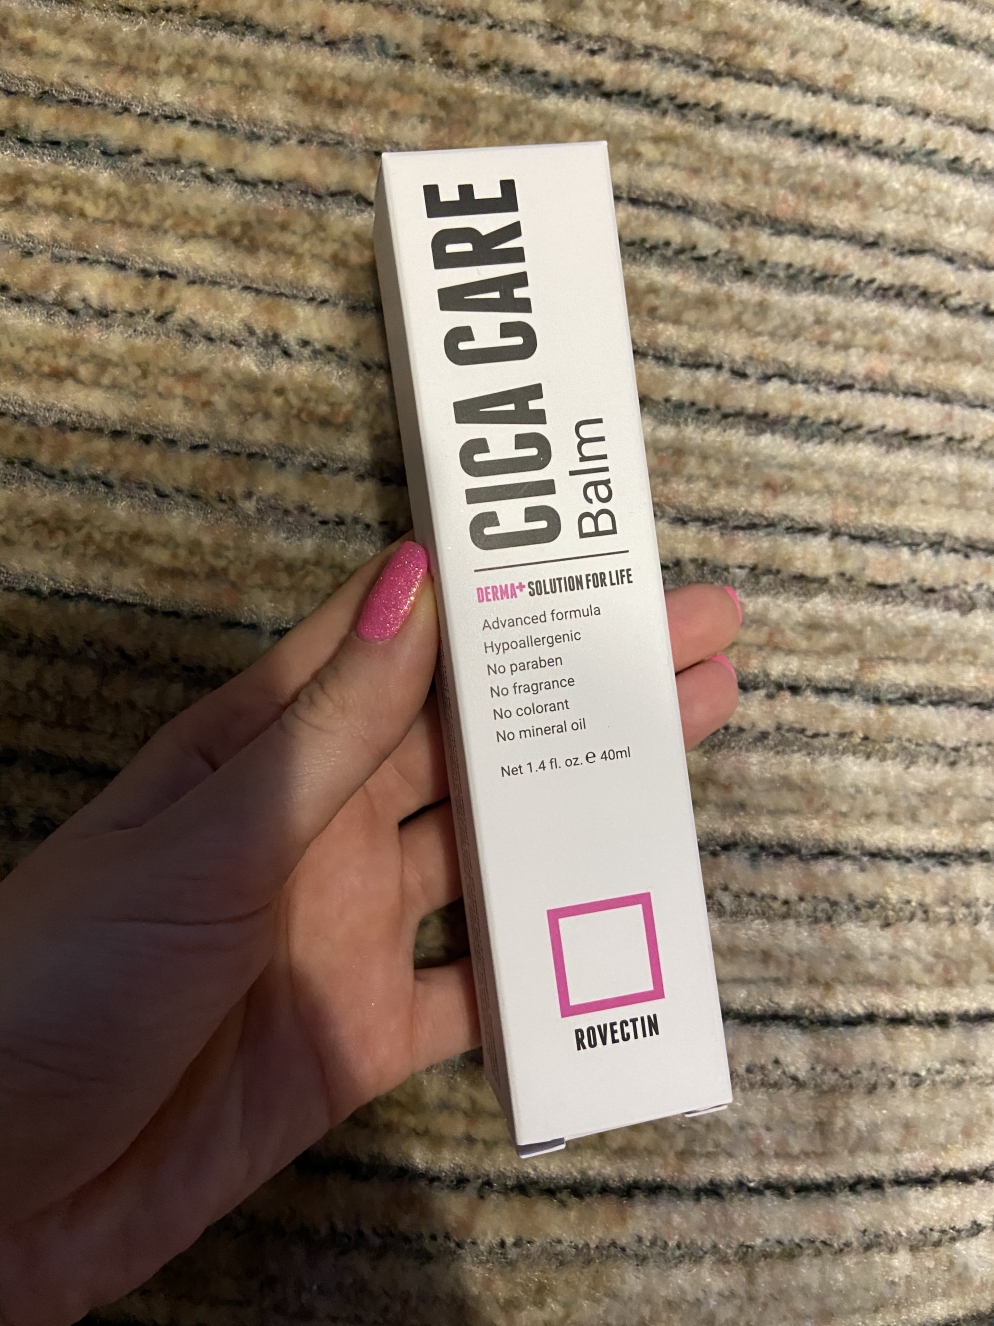 CICA CARE
Balm
DERMA+ SOLUTION FOR LIFE
Advanced formula
Hypoallergenic
No paraben
No fragrance
No colorant
No mineral oil
Net 1.4 fl. oz. ℮ 40ml
ROVECTIN